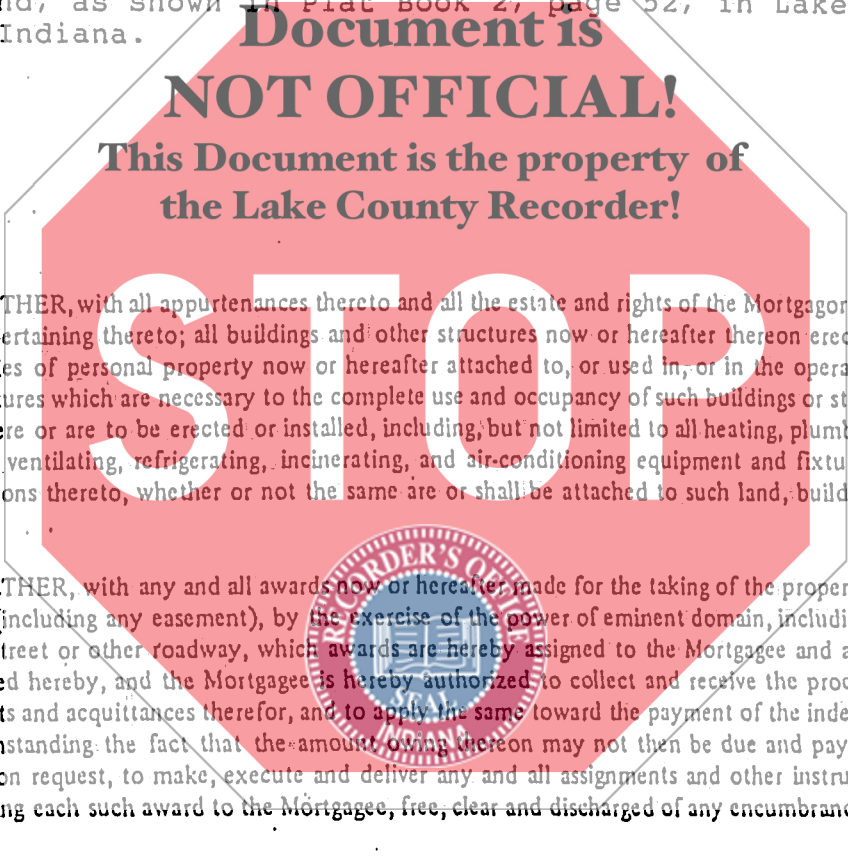 nd, as shown in Plat Book 2, page 52, in Lake
Indiana.
Document is
NOT OFFICIAL!
This Document is the property of
the Lake County Recorder!
STOP
THER, with all appurtenances thereto and all the estate and rights of the Mortgagor
ertaining thereto; all buildings and other structures now or hereafter thereon erec
es of personal property now or hereafter attached to, or used in, or in the opera
ures which are necessary to the complete use and occupancy of such buildings or st
re or are to be erected or installed, including, but not limited to all heating, plumb
ventilating, refrigerating, incinerating, and air-conditioning equipment and fixtu
ons thereto, whether or not the same are or shall be attached to such land, build
THER, with any and all awards now or hereafter made for the taking of the proper
(including any easement), by the exercise of the power of eminent domain, includi
treet or other roadway, which awards are hereby assigned to the Mortgagee and a
ed hereby, and the Mortgagee is hereby authorized to collect and receive the proc
ts and acquittances therefor, and to apply the same toward the payment of the inde
nstanding the fact that the amount owing thereon may not then be due and pay
on request, to make, execute and deliver any and all assignments and other instru
ng each such award to the Mortgagee, free, clear and discharged of any encumbranc
RECORDER'S OFFICE
SEAL
INDIANA